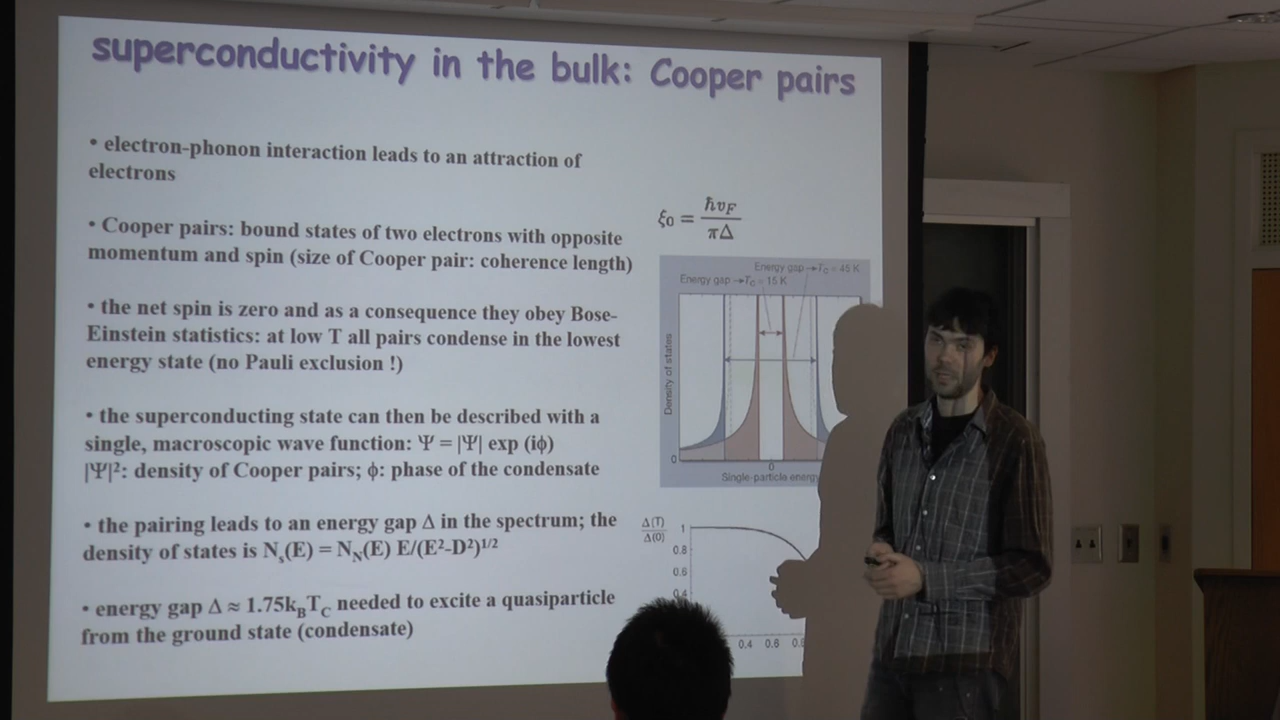 superconductivity in the bulk: Cooper pairs
• electron-phonon interaction leads to an attraction of
electrons
• Cooper pairs: bound states of two electrons with opposite
momentum and spin (size of Cooper pair: coherence length)
• the net spin is zero and as a consequence they obey Bose-
Einstein statistics: at low T all pairs condense in the lowest
energy state (no Pauli exclusion !)
• the superconducting state can then be described with a
single, macroscopic wave function: Ψ = |Ψ| exp (iϕ)
|Ψ|²: density of Cooper pairs; ϕ: phase of the condensate
• the pairing leads to an energy gap Δ in the spectrum; the
density of states is Nₛ(E) = N_N(E) E/(E²-D²)^1/2
• energy gap Δ ≈ 1.75k_BT_C needed to excite a quasiparticle
from the ground state (condensate)
ξ₀ = ℏv_F / πΔ
Energy gap →T_C = 45 K
Energy gap →T_C = 15 K
Density of states
0
0
Single-particle energy
Δ(T)
Δ(0)
1
0.8
0.6
0.4
0.4 0.6